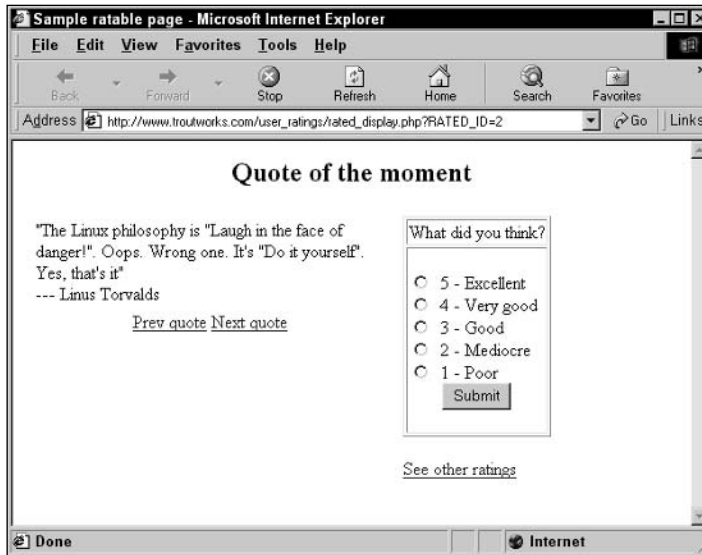 Sample ratable page - Microsoft Internet Explorer
File Edit View Favorites Tools Help
Back Forward Stop Refresh Home Search Favorites »
Address http://www.troutworks.com/user_ratings/rated_display.php?RATED_ID=2 Go Links
Quote of the moment
"The Linux philosophy is "Laugh in the face of
danger!". Oops. Wrong one. It's "Do it yourself".
Yes, that's it"
--- Linus Torvalds
Prev quote Next quote
What did you think?
5 - Excellent
4 - Very good
3 - Good
2 - Mediocre
1 - Poor
Submit
See other ratings
Done Internet